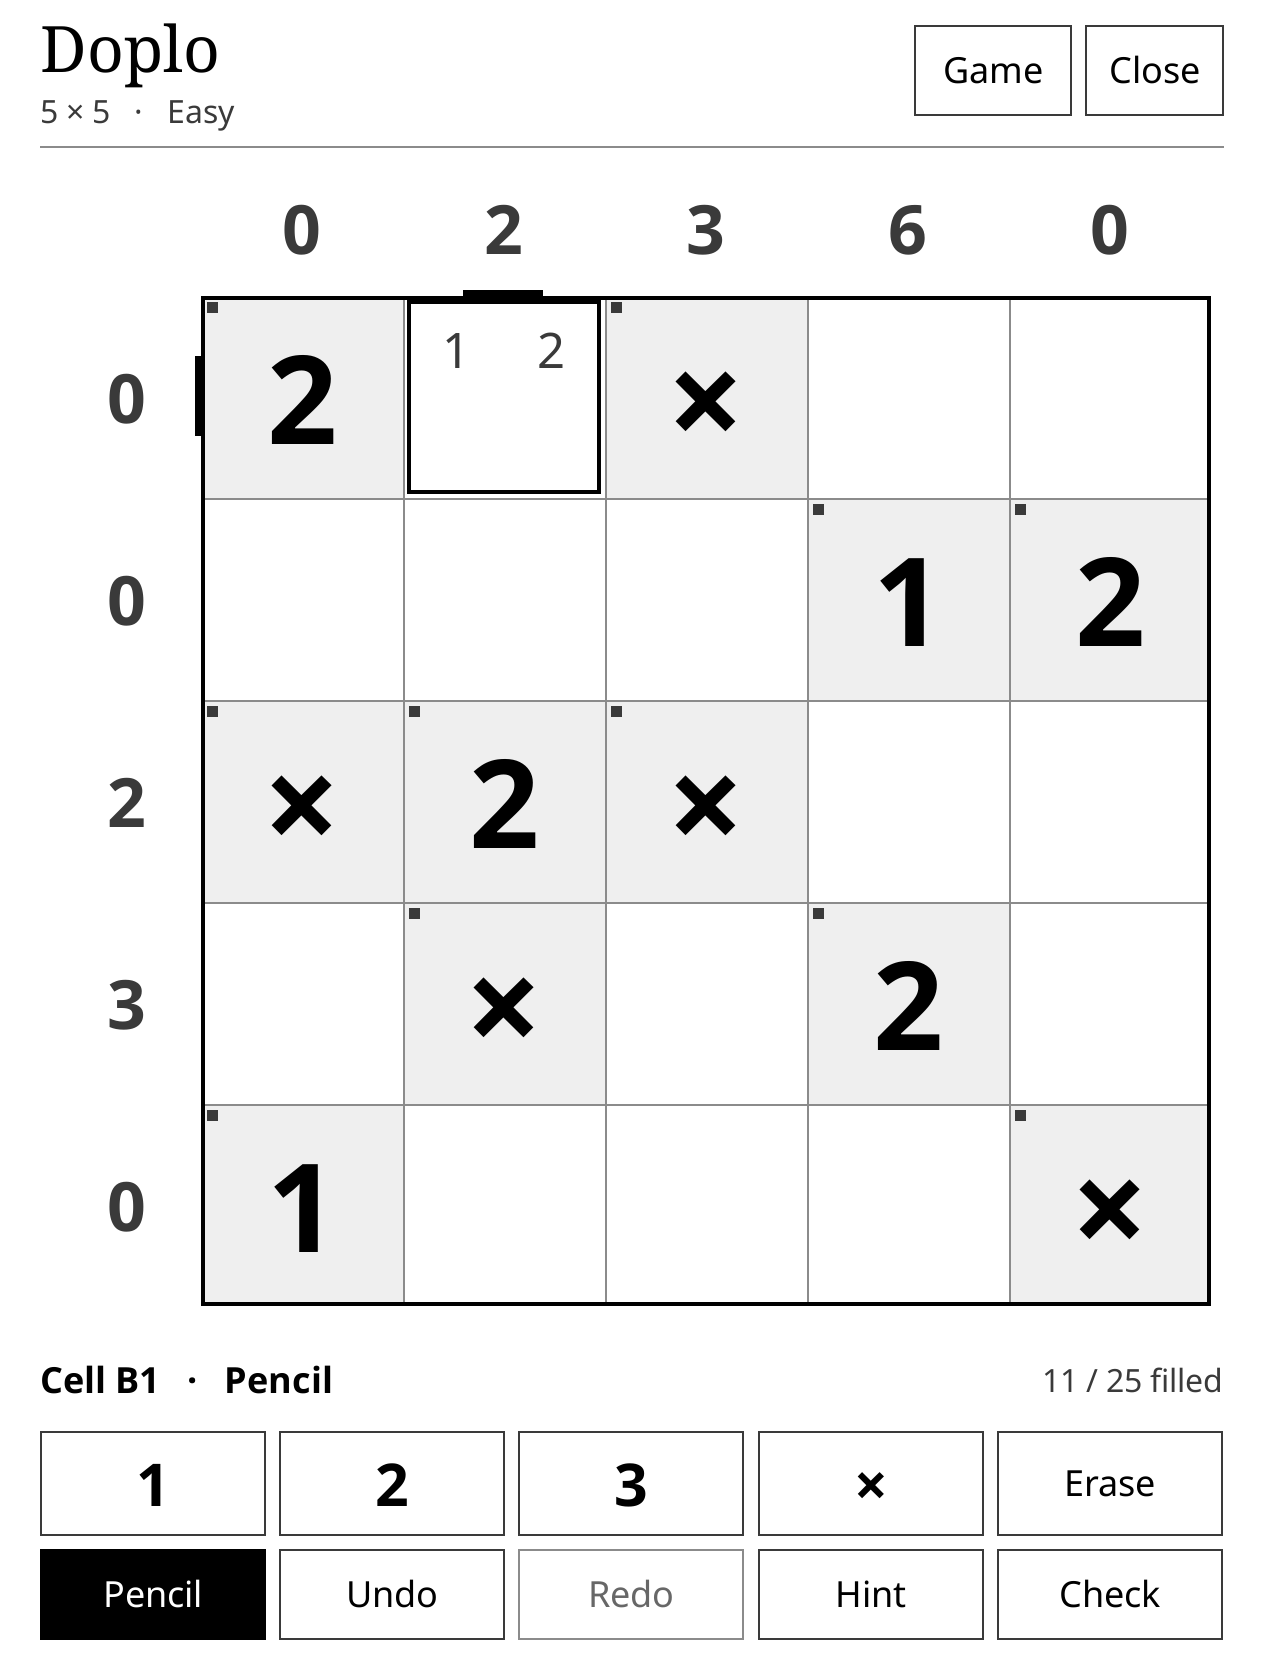 Doplo
5 × 5 · Easy
Game Close
0 2 3 6 0
0 2 1 2 ×
0 1 2
2 × 2 ×
3 × 2
0 1 ×
Cell B1 · Pencil
11 / 25 filled
1 2 3 × Erase
Pencil Undo Redo Hint Check